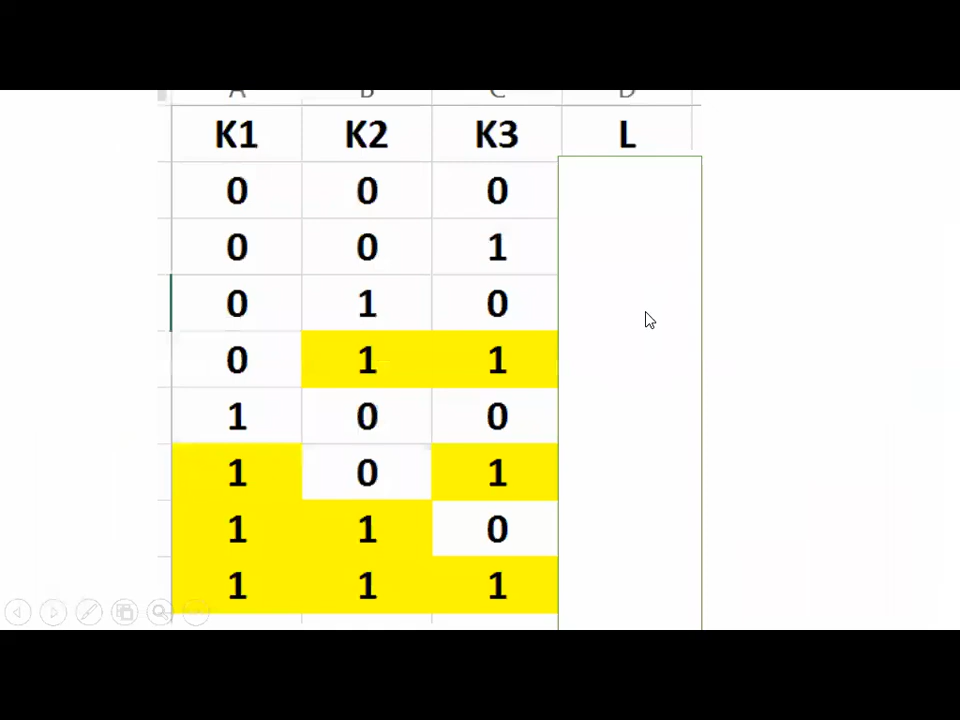 A B C D
K1 K2 K3 L
0 0 0
0 0 1
0 1 0
0 1 1
1 0 0
1 0 1
1 1 0
1 1 1